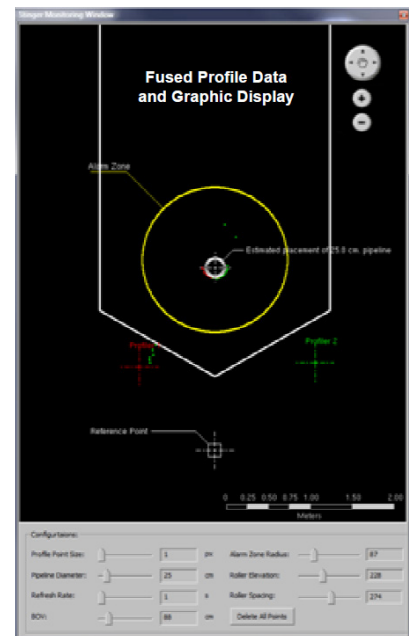 Stinger Monitoring Window
Fused Profile Data
and Graphic Display
Alarm Zone
Estimated placement of 25.0 cm. pipeline
Profiler 2
Reference Point
0 0.25 0.50 0.75 1.00 1.50 2.00
Meters
Configurtaions:
Profile Point Size: 1 px Alarm Zone Radius: 87
Pipeline Diameter: 25 cm Roller Elevation: 228
Refresh Rate: 1 s Roller Spacing: 274
BOV: 88 cm Delete All Points